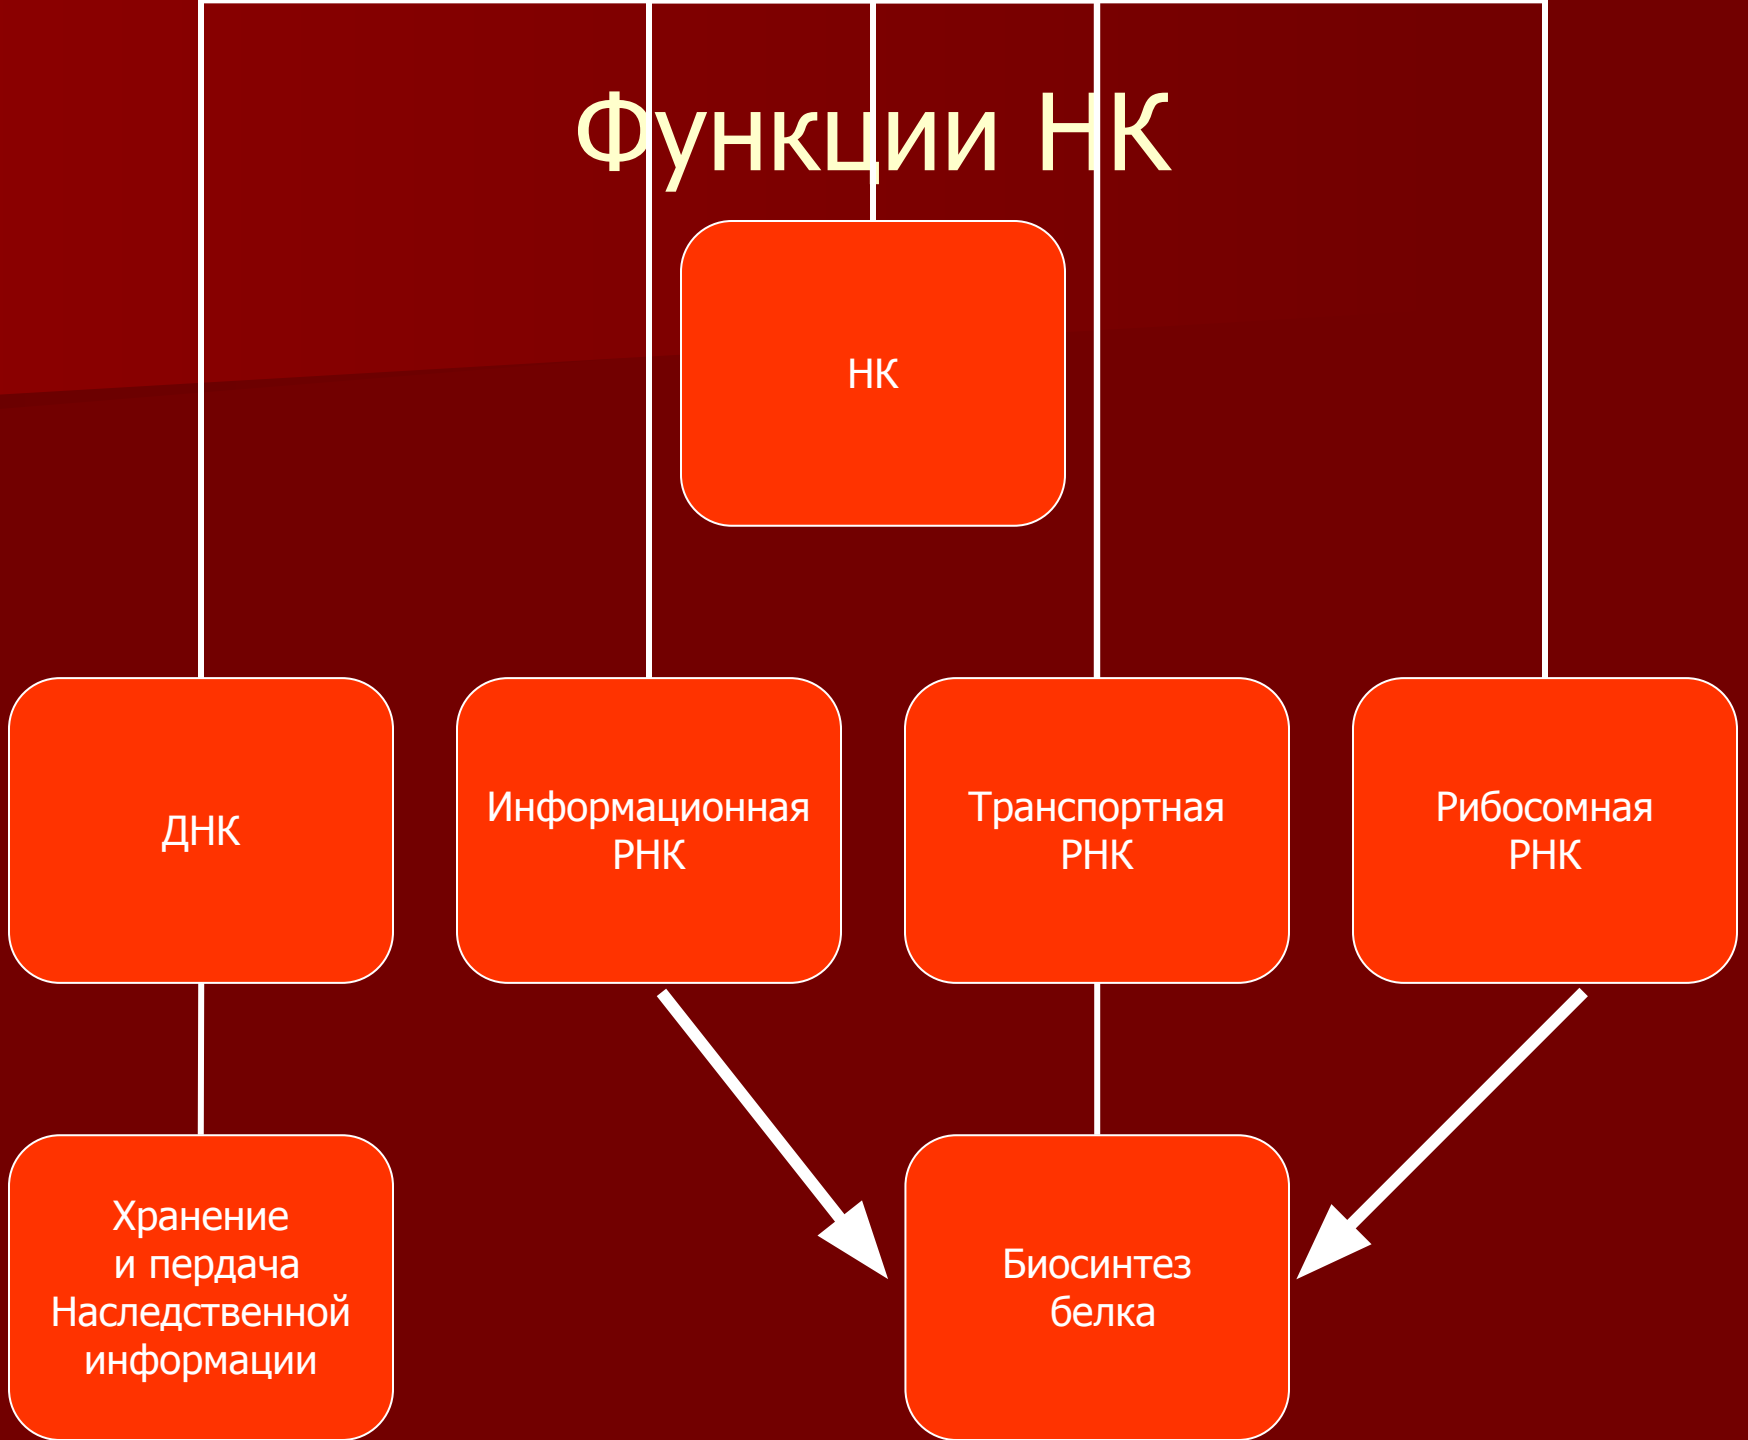 Функции НК
НК
ДНК
Информационная
РНК
Транспортная
РНК
Рибосомная
РНК
Хранение
и пердача
Наследственной
информации
Биосинтез
белка